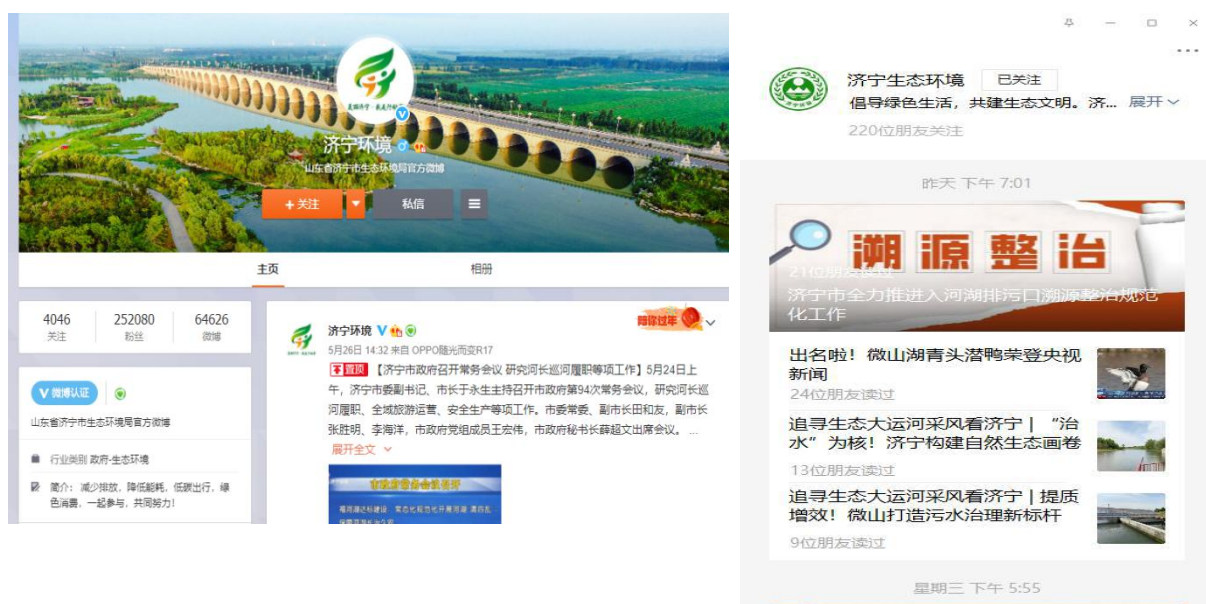 济宁环境
山东省济宁市生态环境局官方微博
+关注
私信
主页
相册
4046
252080
64626
关注
粉丝
微博
微博认证
山东省济宁市生态环境局官方微博
行业类别 政府-生态环境
简介： 减少排放，降低能耗，低碳出行，绿
色消费，一起参与，共同努力！
陪你过年
济宁环境
5月26日 14:32 来自 OPPO随光而变R17
置顶 【济宁市政府召开常务会议 研究河长巡河履职等项工作】5月24日上
午，济宁市委副书记、市长于永生主持召开市政府第94次常务会议，研究河长巡
河履职、全域旅游运营、安全生产等项工作。市委常委、副市长田和友，副市长
张胜明、李海洋，市政府党组成员王宏伟，市政府秘书长薛超文出席会议。 ...
展开全文
市政府常务会议召开
济宁生态环境
已关注
倡导绿色生活，共建生态文明。济... 展开
220位朋友关注
昨天 下午 7:01
溯源整治
21位朋友读过
济宁市全力推进入河湖排污口溯源整治规范
化工作
出名啦！微山湖青头潜鸭荣登央视
新闻
24位朋友读过
追寻生态大运河采风看济宁 | “治
水”为核！济宁构建自然生态画卷
13位朋友读过
追寻生态大运河采风看济宁 | 提质
增效！微山打造污水治理新标杆
9位朋友读过
星期三 下午 5:55